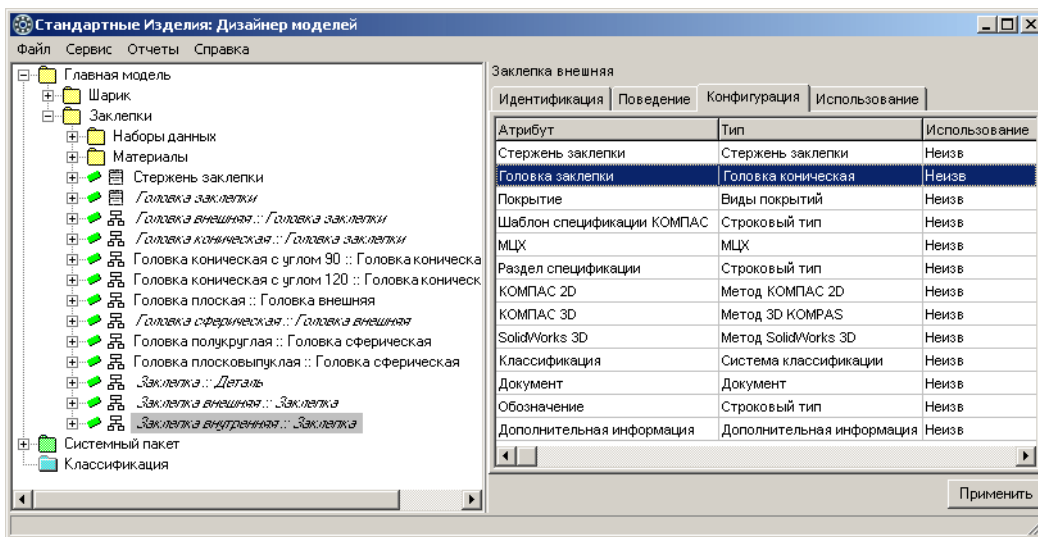 Стандартные Изделия: Дизайнер моделей
Файл Сервис Отчеты Справка
Главная модель
Шарик
Заклепки
Наборы данных
Материалы
Стержень заклепки
Головка заклепки
Головка внешняя :: Головка заклепки
Головка коническая :: Головка заклепки
Головка коническая с углом 90 :: Головка коническа
Головка коническая с углом 120 :: Головка коническ
Головка плоская :: Головка внешняя
Головка сферическая :: Головка внешняя
Головка полукруглая :: Головка сферическая
Головка плосковыпуклая :: Головка сферическая
Заклепка :: Деталь
Заклепка внешняя :: Заклепка
Заклепка внутренняя :: Заклепка
Системный пакет
Классификация
Заклепка внешняя
Идентификация Поведение Конфигурация Использование
Атрибут Тип Использование
Стержень заклепки Стержень заклепки Неизв
Головка заклепки Головка коническая Неизв
Покрытие Виды покрытий Неизв
Шаблон спецификации КОМПАС Строковый тип Неизв
МЦХ МЦХ Неизв
Раздел спецификации Строковый тип Неизв
КОМПАС 2D Метод КОМПАС 2D Неизв
КОМПАС 3D Метод 3D KOMPAS Неизв
SolidWorks 3D Метод SolidWorks 3D Неизв
Классификация Система классификации Неизв
Документ Документ Неизв
Обозначение Строковый тип Неизв
Дополнительная информация Дополнительная информация Неизв
Применить